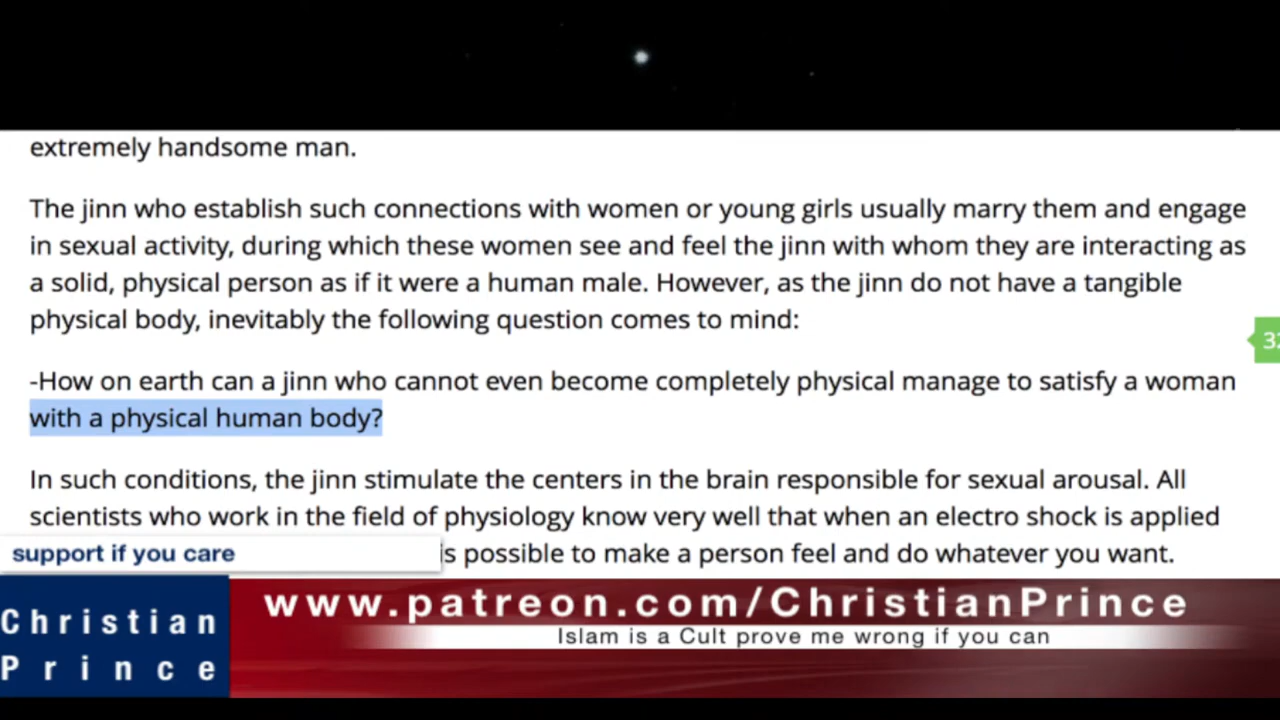 extremely handsome man.
The jinn who establish such connections with women or young girls usually marry them and engage
in sexual activity, during which these women see and feel the jinn with whom they are interacting as
a solid, physical person as if it were a human male. However, as the jinn do not have a tangible
physical body, inevitably the following question comes to mind:
32
-How on earth can a jinn who cannot even become completely physical manage to satisfy a woman
with a physical human body?
In such conditions, the jinn stimulate the centers in the brain responsible for sexual arousal. All
scientists who work in the field of physiology know very well that when an electro shock is applied
support if you care
is possible to make a person feel and do whatever you want.
Christian
Prince
www.patreon.com/ChristianPrince
Islam is a Cult prove me wrong if you can